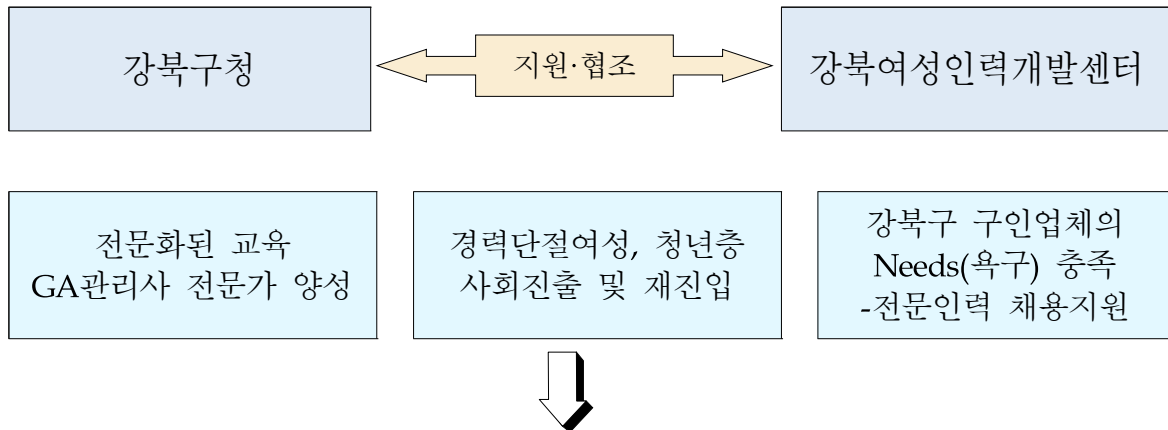 강북구청
지원·협조
강북여성인력개발센터
전문화된 교육
GA관리사 전문가 양성
경력단절여성, 청년층
사회진출 및 재진입
강북구 구인업체의
Needs(욕구) 충족
-전문인력 채용지원